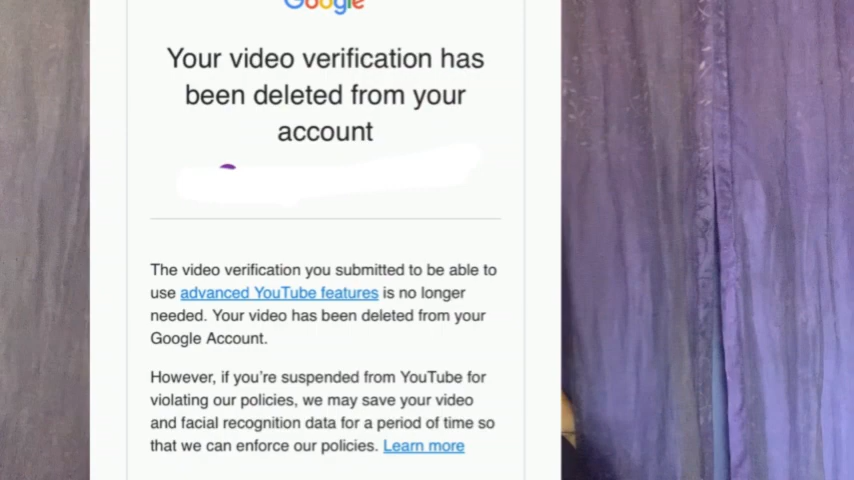 Google
Your video verification has
been deleted from your
account
The video verification you submitted to be able to
use advanced YouTube features is no longer
needed. Your video has been deleted from your
Google Account.
However, if you're suspended from YouTube for
violating our policies, we may save your video
and facial recognition data for a period of time so
that we can enforce our policies. Learn more